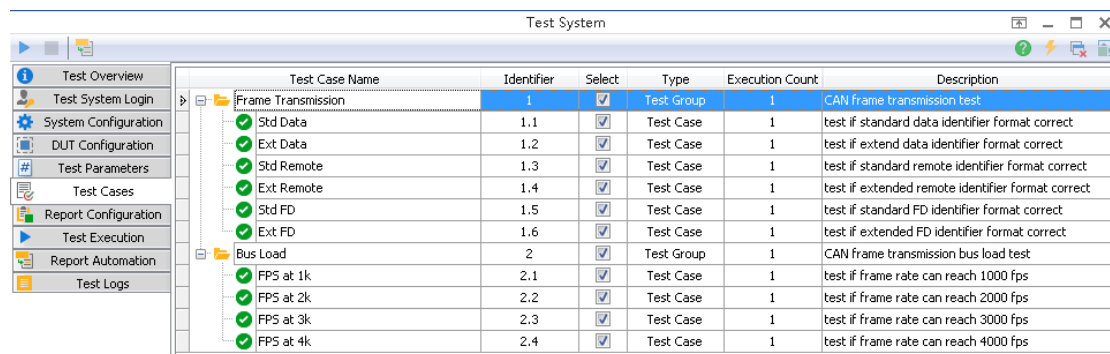 Test System
Test Overview
Test System Login
System Configuration
DUT Configuration
Test Parameters
Test Cases
Report Configuration
Test Execution
Report Automation
Test Logs
Test Case Name Identifier Select Type Execution Count Description
Frame Transmission 1 Test Group 1 CAN frame transmission test
Std Data 1.1 Test Case 1 test if standard data identifier format correct
Ext Data 1.2 Test Case 1 test if extend data identifier format correct
Std Remote 1.3 Test Case 1 test if standard remote identifier format correct
Ext Remote 1.4 Test Case 1 test if extended remote identifier format correct
Std FD 1.5 Test Case 1 test if standard FD identifier format correct
Ext FD 1.6 Test Case 1 test if extended FD identifier format correct
Bus Load 2 Test Group 1 CAN frame transmission bus load test
FPS at 1k 2.1 Test Case 1 test if frame rate can reach 1000 fps
FPS at 2k 2.2 Test Case 1 test if frame rate can reach 2000 fps
FPS at 3k 2.3 Test Case 1 test if frame rate can reach 3000 fps
FPS at 4k 2.4 Test Case 1 test if frame rate can reach 4000 fps